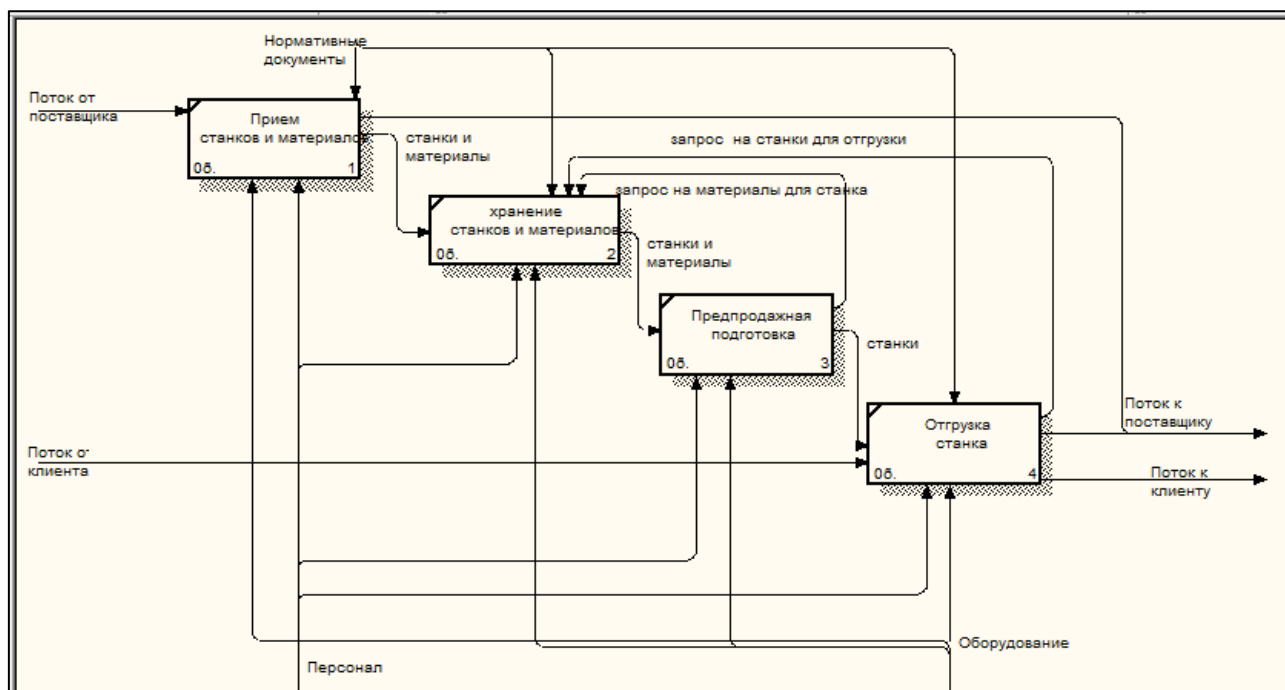 Нормативные
документы
Поток от
поставщика
Прием
станков и материалов
0б.
1
станки и
материалы
запрос на станки для отгрузки
запрос на материалы для станка
хранение
станков и материалов
0б.
2
станки и
материалы
Предпродажная
подготовка
0б.
3
станки
Поток к
поставщику
Отгрузка
станка
0б.
4
Поток от
клиента
Поток к
клиенту
Оборудование
Персонал